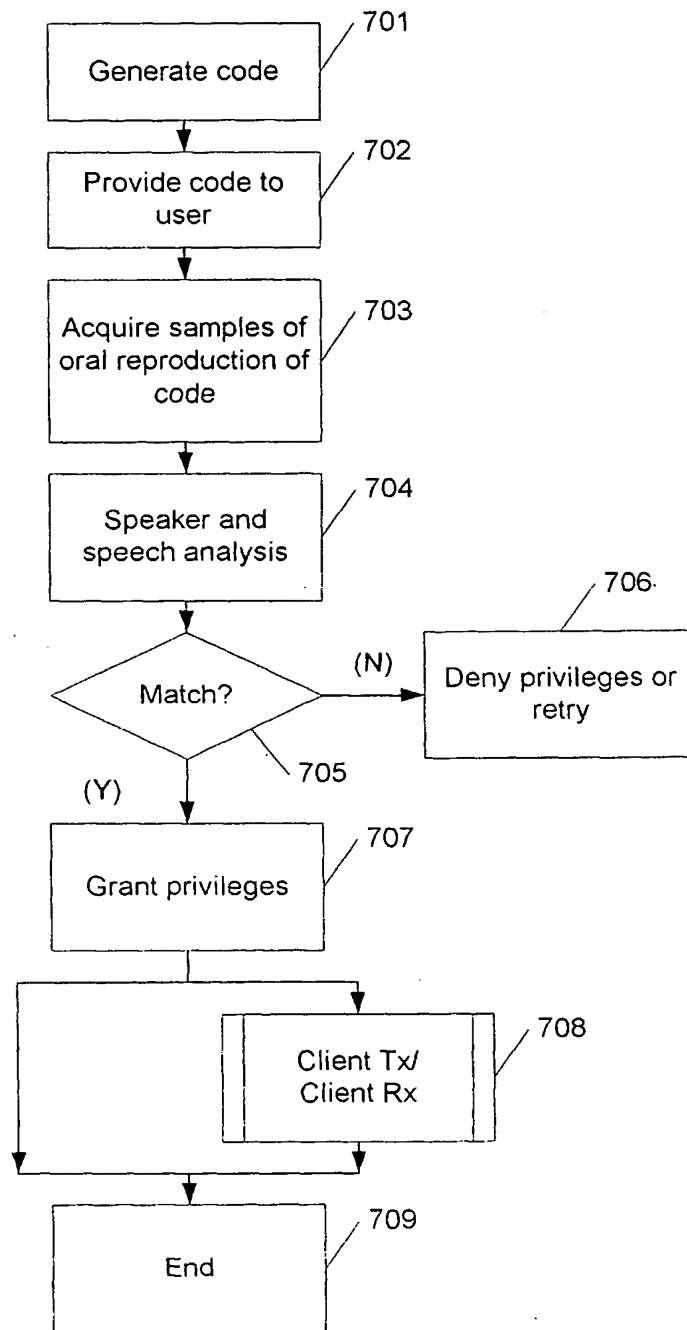 701
Generate code
702
Provide code to
user
703
Acquire samples of
oral reproduction of
code
704
Speaker and
speech analysis
706
(N)
Deny privileges or
retry
Match?
705
(Y)
707
Grant privileges
708
Client Tx/
Client Rx
709
End